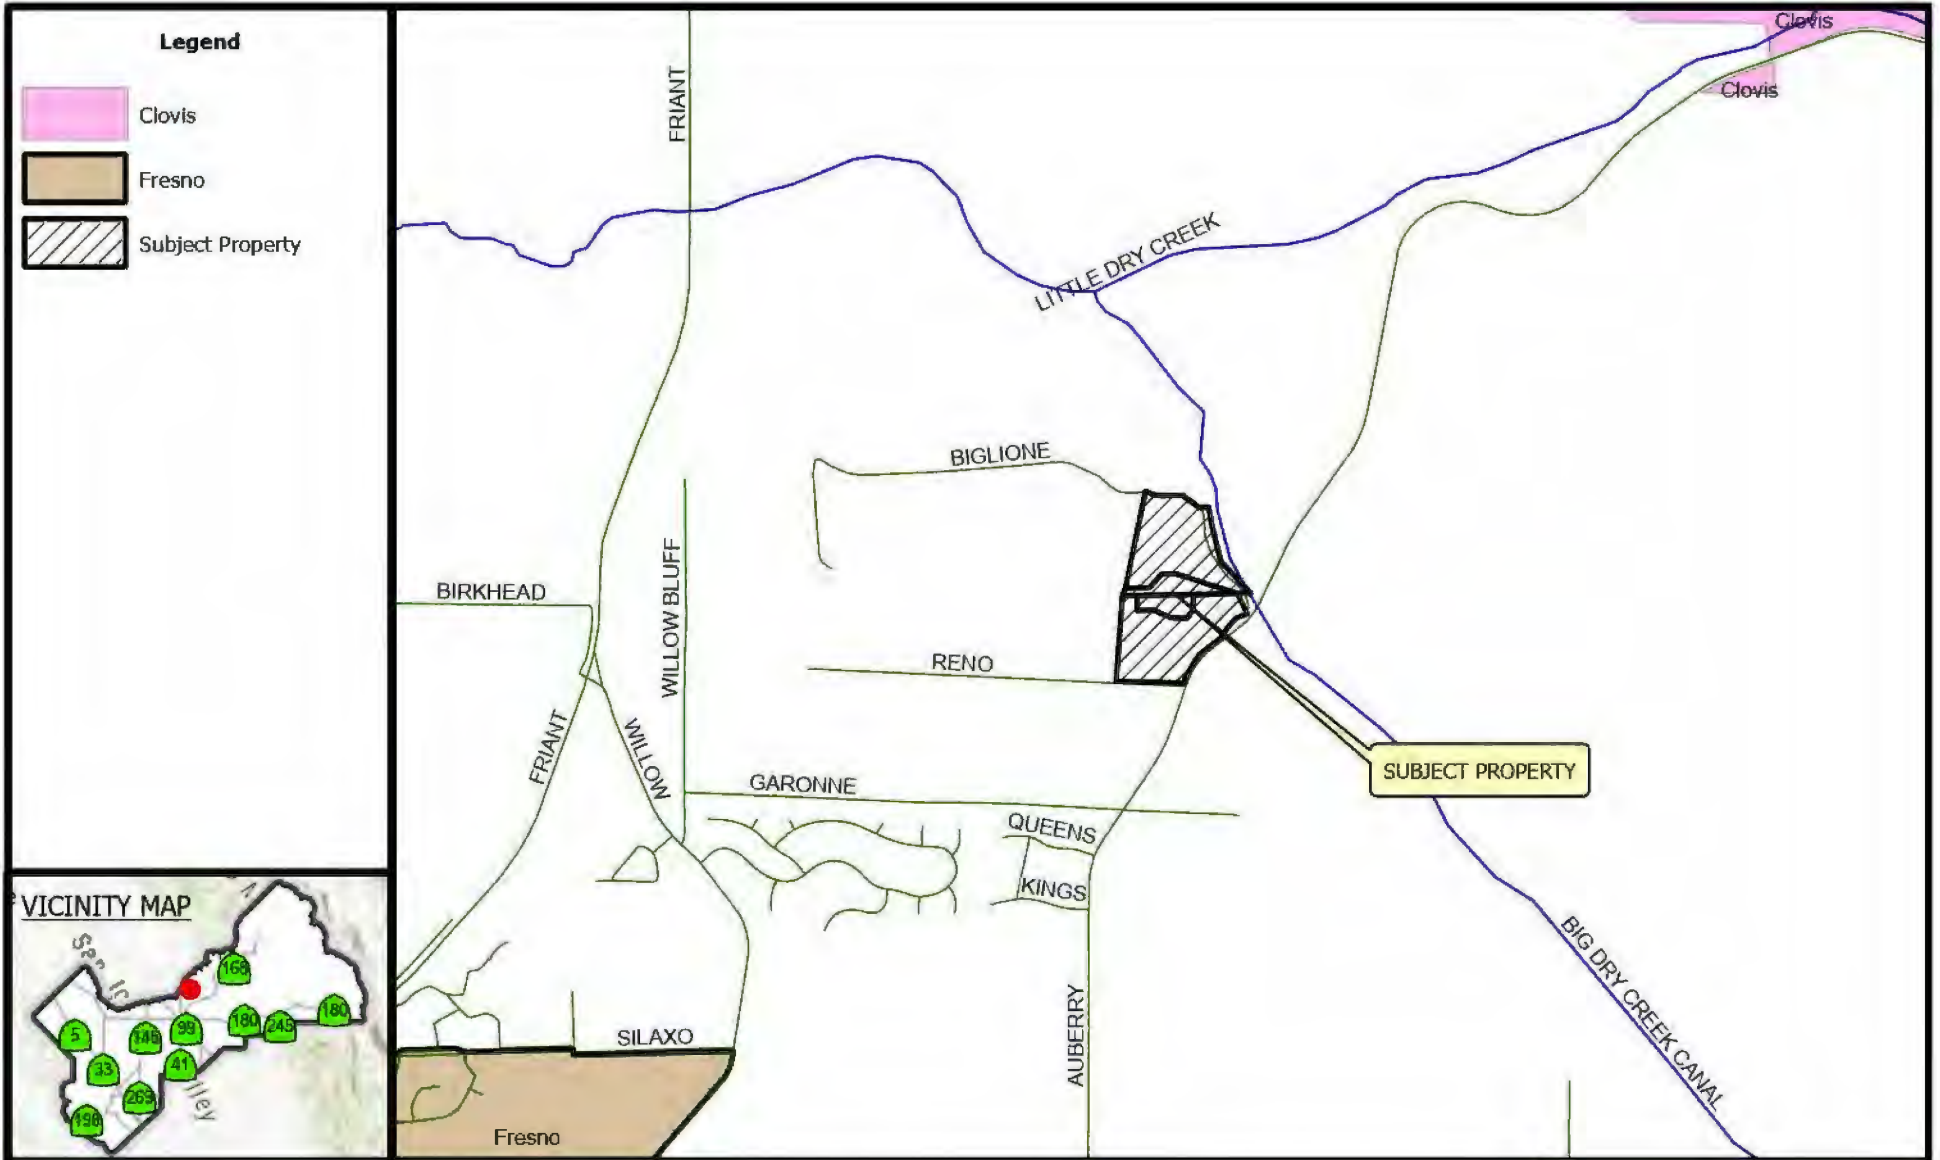 Legend
Clovis
Fresno
Subject Property
VICINITY MAP
168
5
145
99
180
245
180
33
41
269
198
lley
Clovis
Clovis
FRIANT
LITTLE DRY CREEK
BIGLIONE
BIRKHEAD
WILLOW BLUFF
RENO
FRIANT
WILLOW
SUBJECT PROPERTY
GARONNE
QUEENS
KINGS
AUBERRY
BIG DRY CREEK CANAL
SILAXO
Fresno